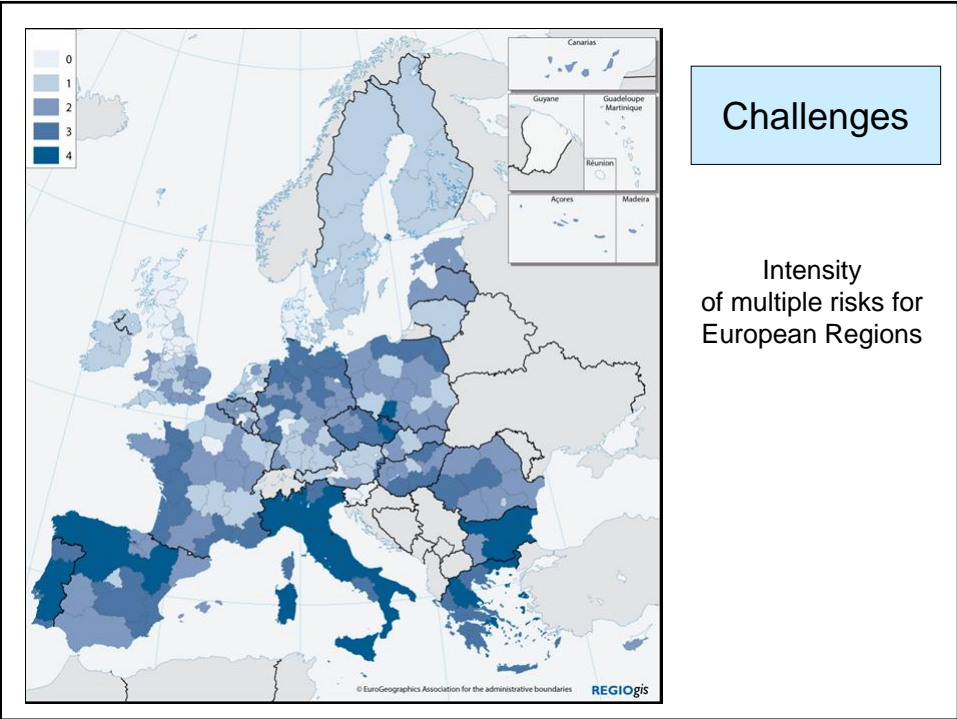 0
1
2
3
4
Canarias
Guyane
Guadeloupe
Martinique
Réunion
Açores
Madeira
Challenges
Intensity
of multiple risks for
European Regions
© EuroGeographics Association for the administrative boundaries
REGIOgis